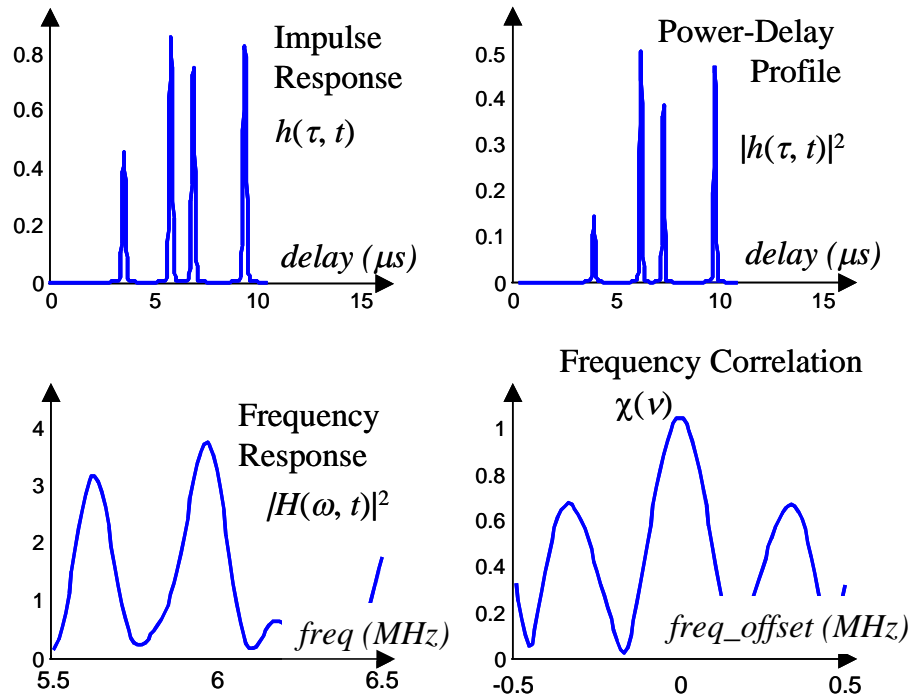 Impulse
Response
h(τ, t)
0.8
0.6
0.4
0.2
0
delay (μs)
0 5 10 15
Power-Delay
Profile
|h(τ, t)|²
0.5
0.4
0.3
0.2
0.1
0
delay (μs)
0 5 10 15
Frequency
Response
|H(ω, t)|²
4
3
2
1
0
freq (MHz)
5.5 6 6.5
Frequency Correlation
χ(ν)
1
0.8
0.6
0.4
0.2
0
freq_offset (MHz)
-0.5 0 0.5